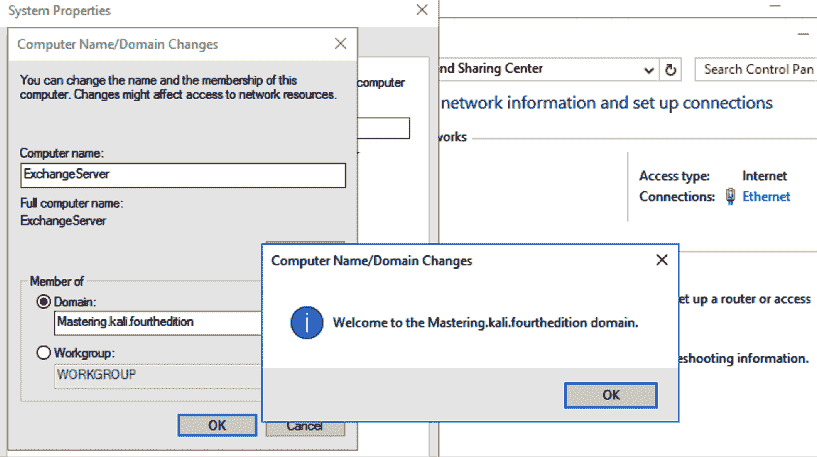 System Properties
Computer Name/Domain Changes
You can change the name and the membership of this
computer. Changes might affect access to network resources.
Computer name:
ExchangeServer
Full computer name:
ExchangeServer
Member of
Domain:
Mastering.kali.fourthedition
Workgroup:
WORKGROUP
OK
Cancel
computer
Computer Name/Domain Changes
Welcome to the Mastering.kali.fourthedition domain.
OK
nd Sharing Center
Search Control Pan
network information and set up connections
works
Access type: Internet
Connections: Ethernet
et up a router or access
eshooting information.